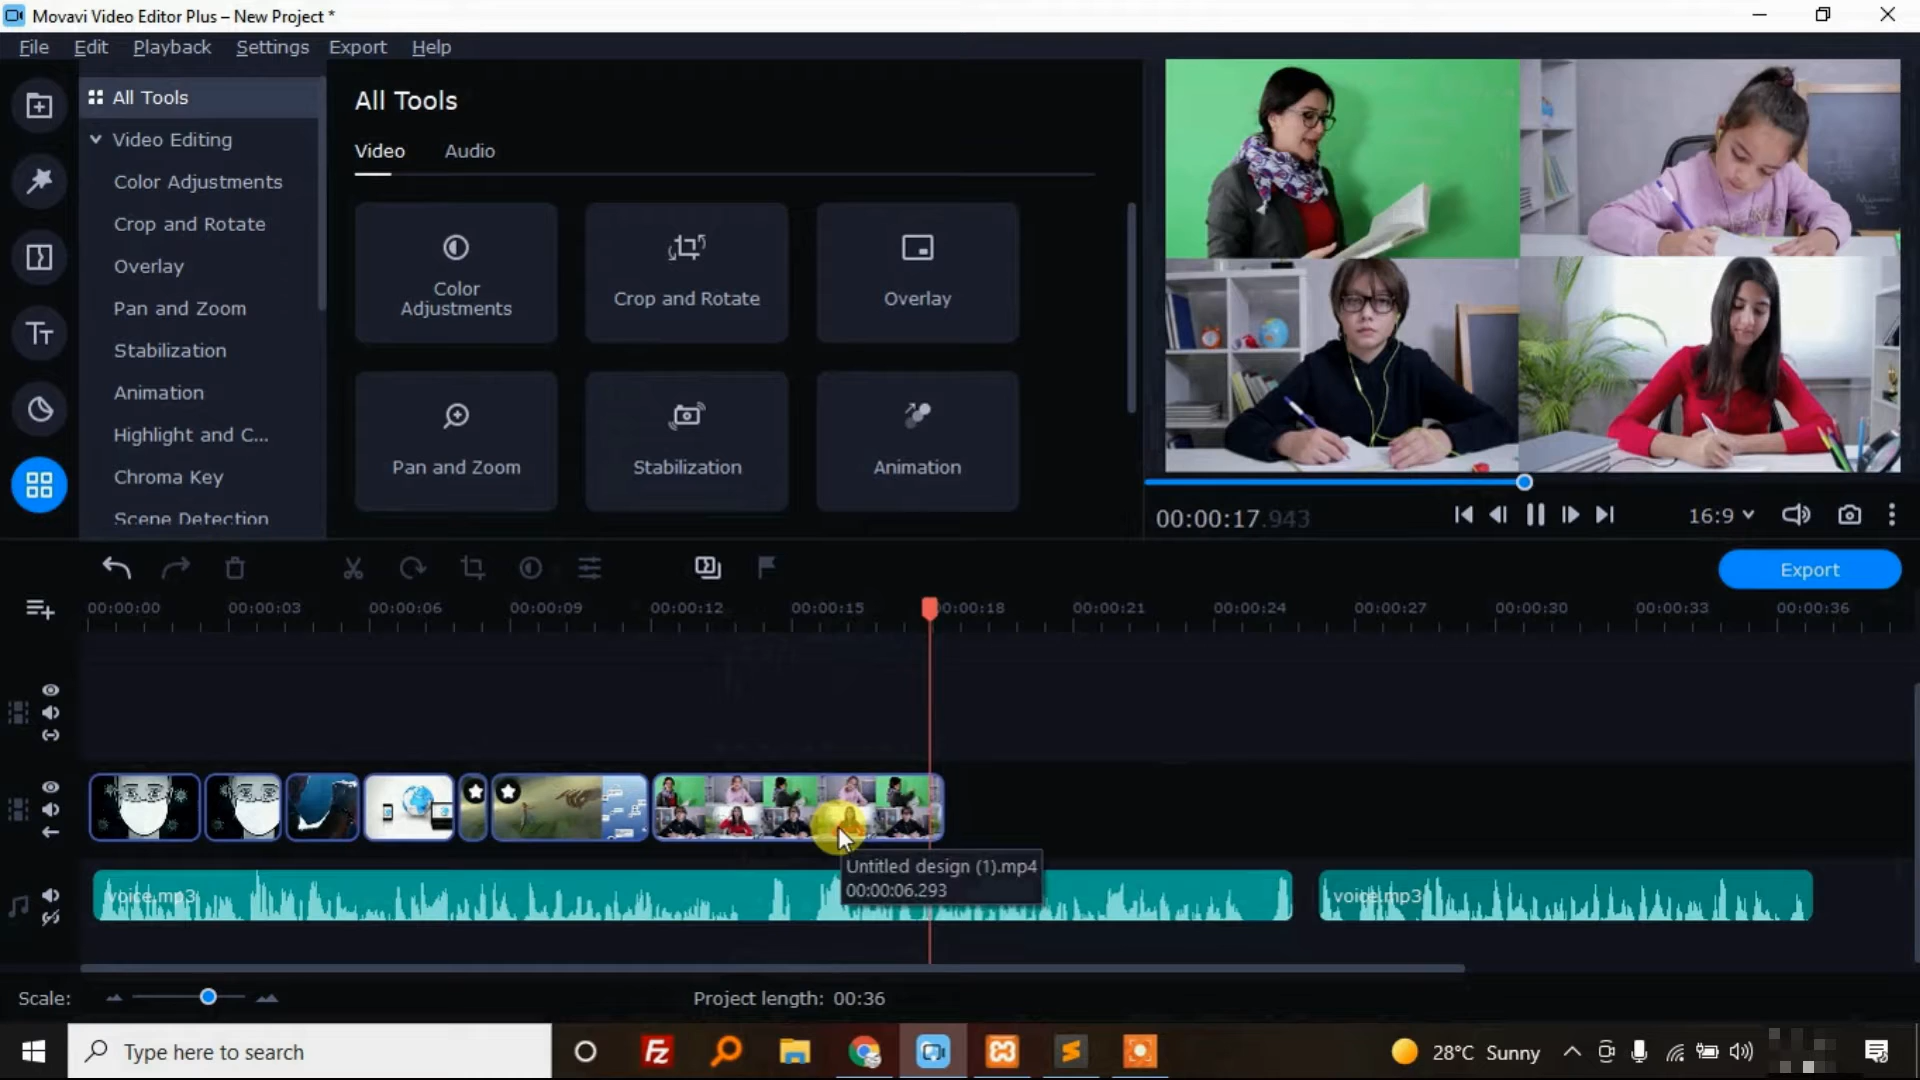 Movavi Video Editor Plus – New Project *
File Edit Playback Settings Export Help
All Tools
Video Editing
Color Adjustments
Crop and Rotate
Overlay
Pan and Zoom
Stabilization
Animation
Highlight and C...
Chroma Key
Scene Detection
All Tools
Video Audio
Color Adjustments
Crop and Rotate
Overlay
Pan and Zoom
Stabilization
Animation
00:00:17.943
16:9
Export
00:00:00 00:00:03 00:00:06 00:00:09 00:00:12 00:00:15 00:00:18 00:00:21 00:00:24 00:00:27 00:00:30 00:00:33 00:00:36
Untitled design (1).mp4
00:00:06.293
voice.mp3
voice.mp3
Scale:
Project length: 00:36
Type here to search
Fz
28°C Sunny